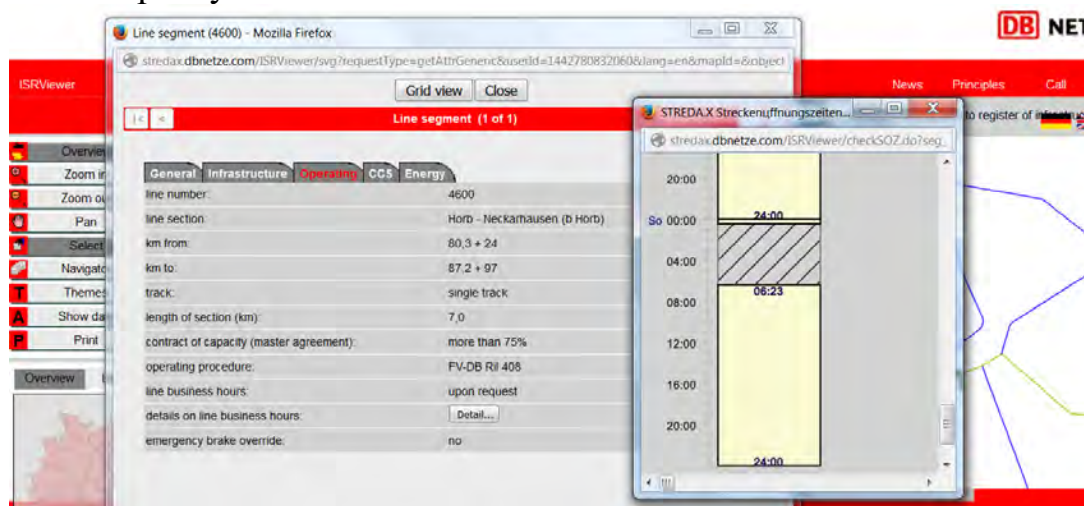 DB NET
Line segment (4600) - Mozilla Firefox
stredax.dbnetze.com/ISRViewer/svg?requestType=getAttrGeneric&userId=1442780832060&lang=en&mapId=&object
ISRViewer
News Principles Call
Grid view Close
|< <
Line segment (1 of 1)
to register of infrastruc
Overvie
Zoom in
Zoom ou
Pan
Select
Navigato
Themes
Show da
Print
Overview
General Infrastructure Operating CCS Energy
line number: 4600
line section: Horb - Neckarhausen (b Horb)
km from: 80,3 + 24
km to: 87,2 + 97
track: single track
length of section (km): 7,0
contract of capacity (master agreement): more than 75%
operating procedure: FV-DB Ril 408
line business hours: upon request
details on line business hours: Detail...
emergency brake override: no
STREDA.X Streckenuffnungszeiten...
stredax.dbnetze.com/ISRViewer/checkSOZ.do?seg
20:00
24:00
So 00:00
04:00
06:23
08:00
12:00
16:00
20:00
24:00